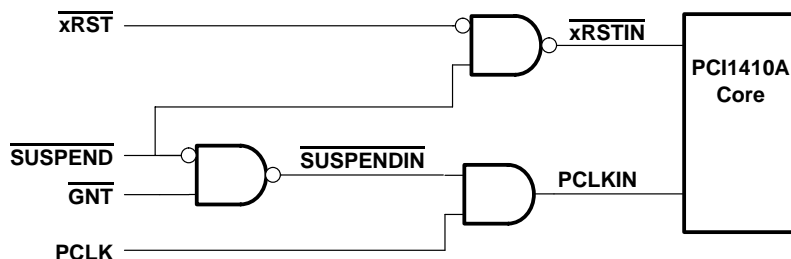 xRST
xRSTIN
PCI1410A
Core
SUSPEND
SUSPENDIN
GNT
PCLKIN
PCLK